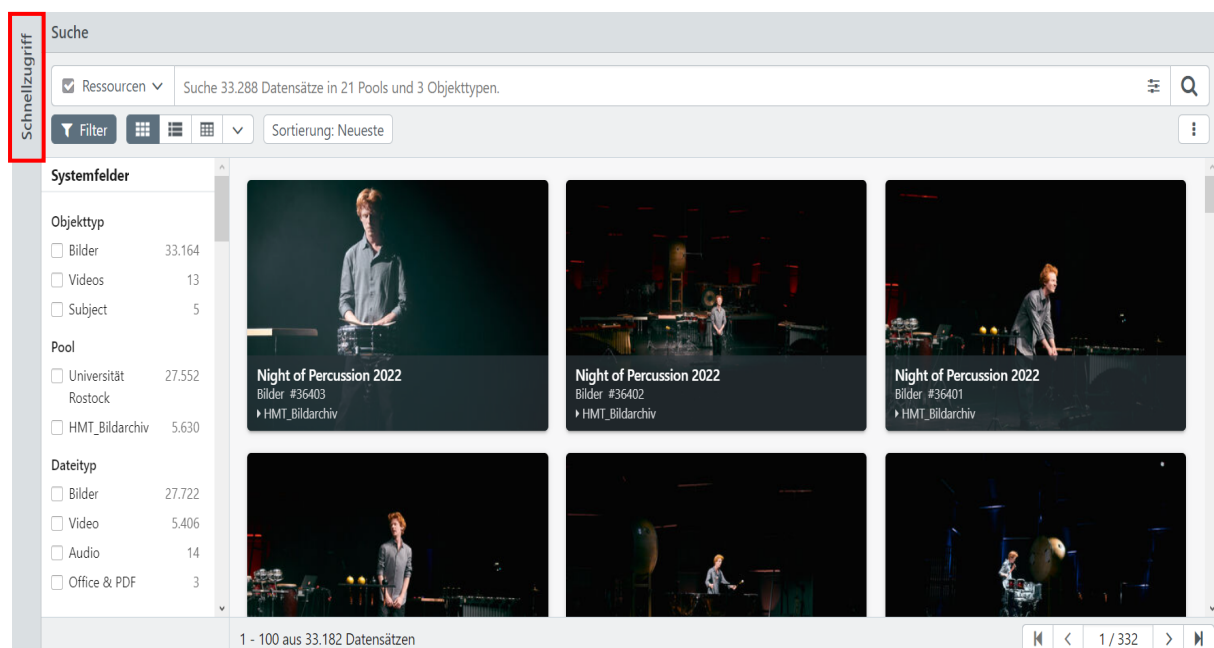 Schnellzugriff
Suche
Ressourcen
Suche 33.288 Datensätze in 21 Pools und 3 Objekttypen.
Filter
Sortierung: Neueste
Systemfelder
Objekttyp
Bilder 33.164
Videos 13
Subject 5
Pool
Universität Rostock 27.552
HMT_Bildarchiv 5.630
Dateityp
Bilder 27.722
Video 5.406
Audio 14
Office & PDF 3
Night of Percussion 2022
Bilder #36403
HMT_Bildarchiv
Night of Percussion 2022
Bilder #36402
HMT_Bildarchiv
Night of Percussion 2022
Bilder #36401
HMT_Bildarchiv
1 - 100 aus 33.182 Datensätzen
1 / 332